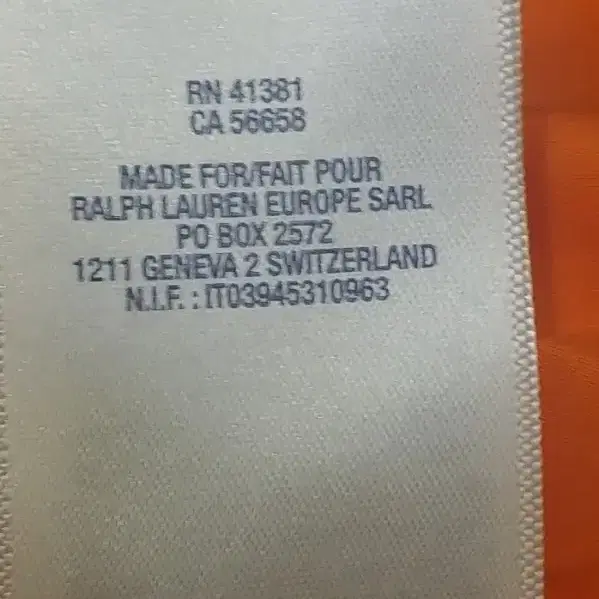 RN 41381
CA 56658
MADE FOR/FAIT POUR
RALPH LAUREN EUROPE SARL
PO BOX 2572
1211 GENEVA 2 SWITZERLAND
N.I.F. : IT03945310963